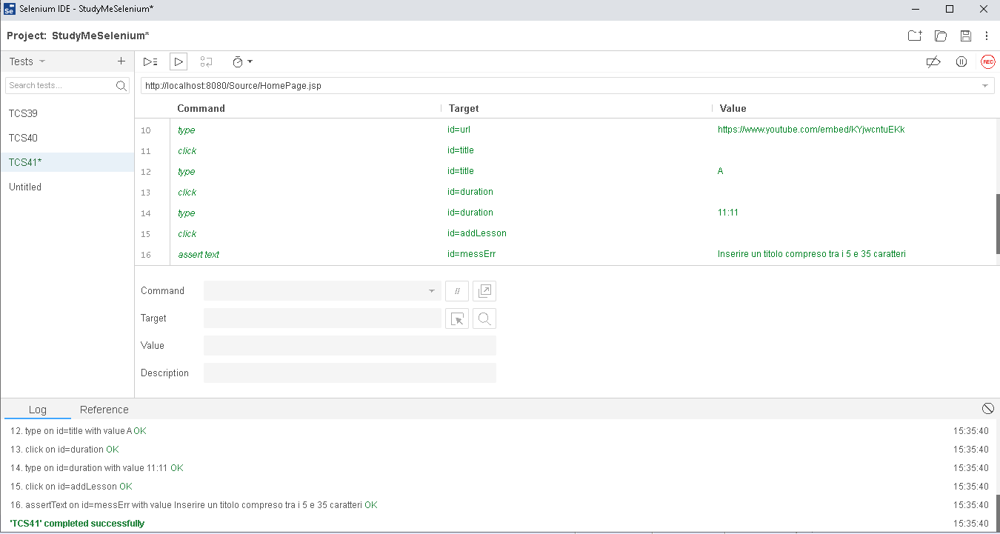 Se Selenium IDE - StudyMeSelenium*
Project: StudyMeSelenium*
Tests
Search tests...
TCS39
TCS40
TCS41*
Untitled
REC
http://localhost:8080/Source/HomePage.jsp
Command Target Value
10 type id=url https://www.youtube.com/embed/KYjwcntuEKk
11 click id=title
12 type id=title A
13 click id=duration
14 type id=duration 11:11
15 click id=addLesson
16 assert text id=messErr Inserire un titolo compreso tra i 5 e 35 caratteri
Command //
Target
Value
Description
Log Reference
12. type on id=title with value A OK 15:35:40
13. click on id=duration OK 15:35:40
14. type on id=duration with value 11:11 OK 15:35:40
15. click on id=addLesson OK 15:35:40
16. assertText on id=messErr with value Inserire un titolo compreso tra i 5 e 35 caratteri OK 15:35:40
'TCS41' completed successfully 15:35:40